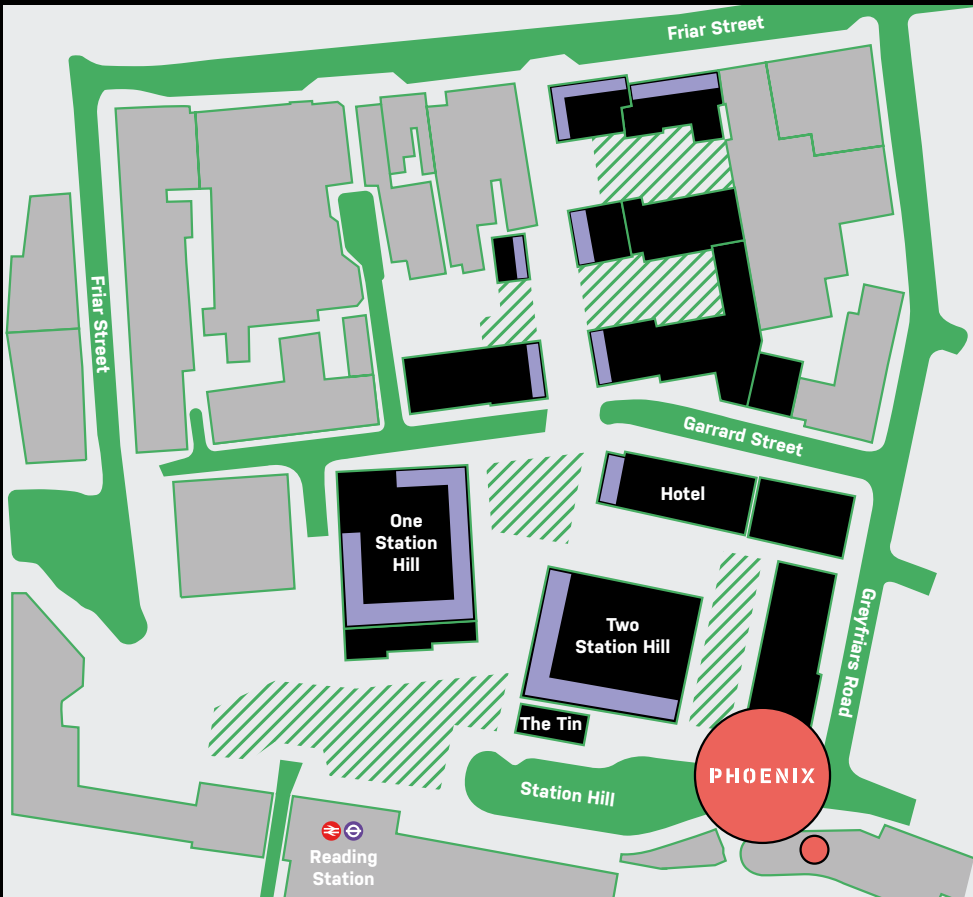 Friar Street
Friar Street
Garrard Street
Hotel
One
Station
Hill
Two
Station Hill
Greyfriars Road
The Tin
PHOENIX
Station Hill
Reading
Station